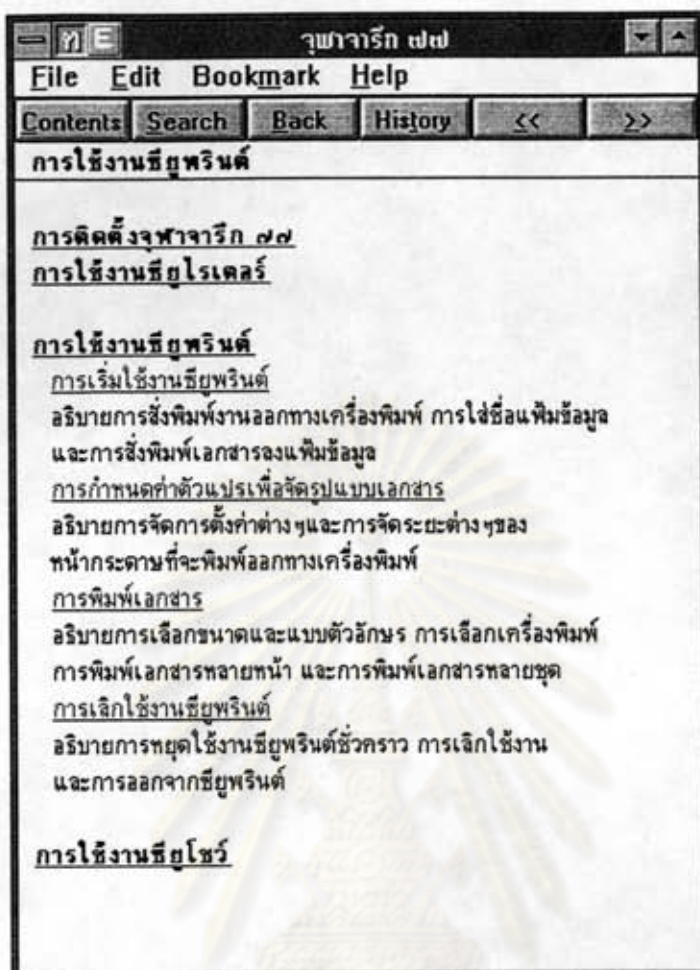 ท E จุฬาจารึก ๗๗
File Edit Bookmark Help
Contents Search Back History << >>
การใช้งานซียูพรินต์
การติดตั้งจุฬาจารึก ๗๗
การใช้งานซียูไรเตอร์
การใช้งานซียูพรินต์
การเริ่มใช้งานซียูพรินต์
อธิบายการสั่งพิมพ์งานออกทางเครื่องพิมพ์ การใส่ชื่อแฟ้มข้อมูล
และการสั่งพิมพ์เอกสารลงแฟ้มข้อมูล
การกำหนดค่าตัวแปรเพื่อจัดรูปแบบเอกสาร
อธิบายการจัดการตั้งค่าต่างๆและการจัดระยะต่างๆของ
หน้ากระดาษที่จะพิมพ์ออกทางเครื่องพิมพ์
การพิมพ์เอกสาร
อธิบายการเลือกขนาดและแบบตัวอักษร การเลือกเครื่องพิมพ์
การพิมพ์เอกสารหลายหน้า และการพิมพ์เอกสารหลายชุด
การเลิกใช้งานซียูพรินต์
อธิบายการหยุดใช้งานซียูพรินต์ชั่วคราว การเลิกใช้งาน
และการออกจากซียูพรินต์
การใช้งานซียูโชว์